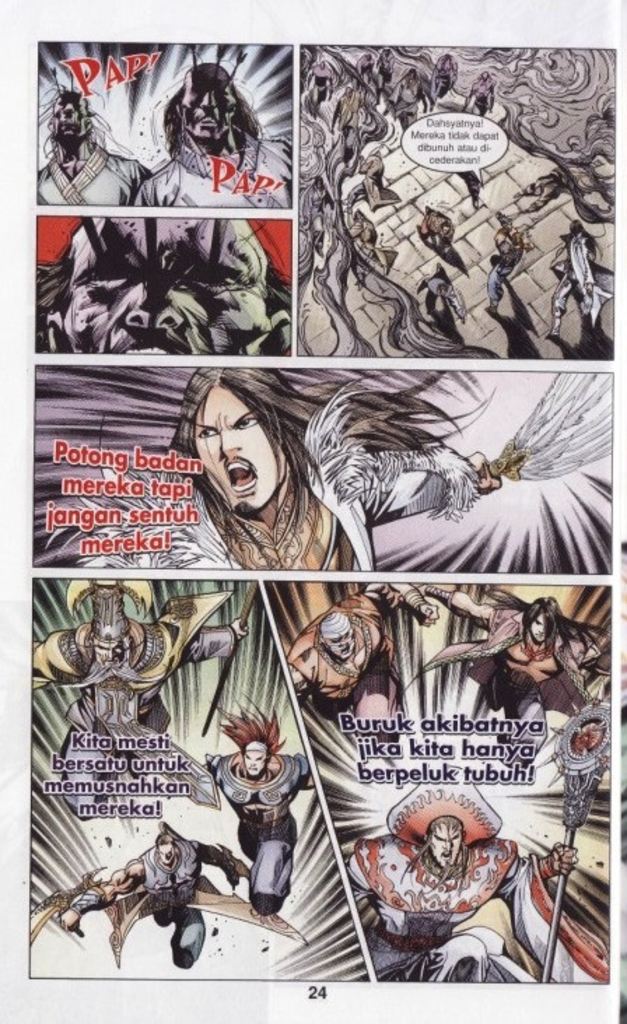 PAP!
PAP!
Dahsyatnya!
Mereka tidak dapat
dibunuh atau di-
cederakan!
Potong badan
mereka tapi
jangan sentuh
mereka!
Kita mesti
bersatu untuk
memusnahkan
mereka!
Buruk akibatnya
jika kita hanya
berpeluk tubuh!
24